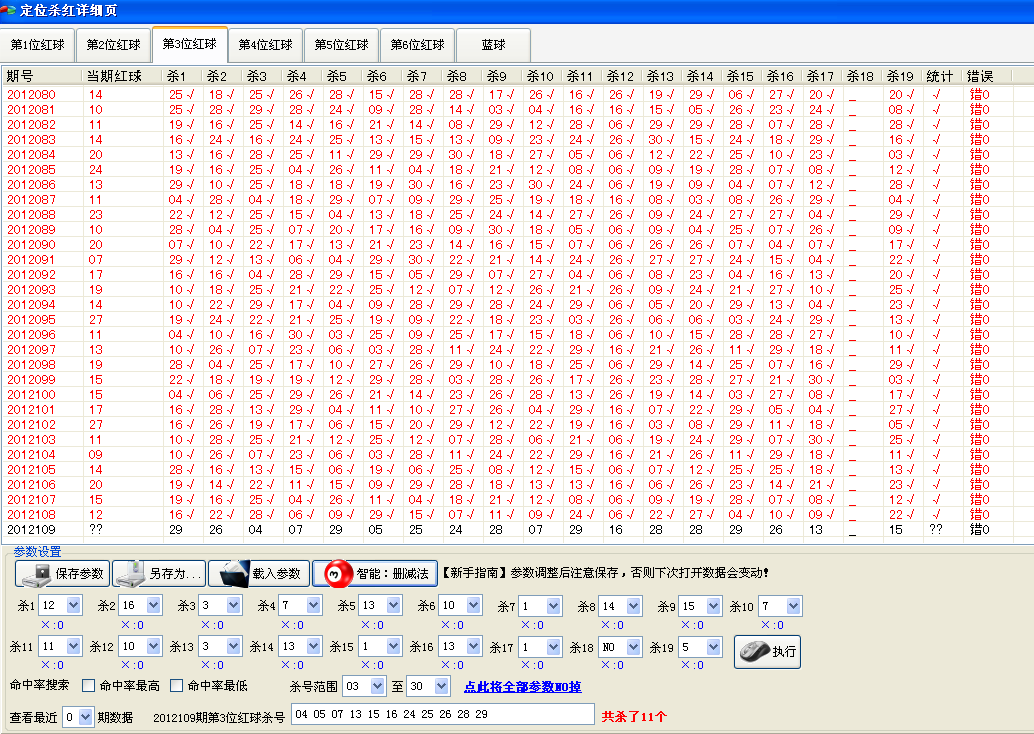 定位杀红详细页
第1位红球 第2位红球 第3位红球 第4位红球 第5位红球 第6位红球 蓝球
期号 当期红球 杀1 杀2 杀3 杀4 杀5 杀6 杀7 杀8 杀9 杀10 杀11 杀12 杀13 杀14 杀15 杀16 杀17 杀18 杀19 统计 错误
2012080 14 25 √ 18 √ 25 √ 26 √ 28 √ 15 √ 28 √ 28 √ 17 √ 26 √ 16 √ 26 √ 19 √ 29 √ 06 √ 27 √ 20 √ _ 20 √ √ 错0
2012081 10 25 √ 28 √ 29 √ 28 √ 24 √ 09 √ 28 √ 14 √ 03 √ 04 √ 16 √ 16 √ 15 √ 05 √ 26 √ 23 √ 24 √ _ 08 √ √ 错0
2012082 11 19 √ 16 √ 25 √ 14 √ 16 √ 21 √ 14 √ 08 √ 29 √ 12 √ 28 √ 06 √ 29 √ 29 √ 28 √ 07 √ 28 √ _ 28 √ √ 错0
2012083 14 16 √ 24 √ 16 √ 24 √ 25 √ 13 √ 15 √ 13 √ 09 √ 23 √ 24 √ 26 √ 30 √ 15 √ 24 √ 18 √ 29 √ _ 16 √ √ 错0
2012084 20 13 √ 16 √ 28 √ 25 √ 11 √ 29 √ 29 √ 30 √ 18 √ 27 √ 05 √ 06 √ 12 √ 22 √ 25 √ 10 √ 23 √ _ 03 √ √ 错0
2012085 24 19 √ 16 √ 25 √ 04 √ 26 √ 11 √ 04 √ 18 √ 21 √ 12 √ 08 √ 06 √ 09 √ 19 √ 28 √ 07 √ 08 √ _ 12 √ √ 错0
2012086 13 29 √ 10 √ 25 √ 18 √ 18 √ 19 √ 30 √ 16 √ 23 √ 30 √ 24 √ 06 √ 19 √ 09 √ 04 √ 07 √ 12 √ _ 28 √ √ 错0
2012087 11 04 √ 28 √ 04 √ 18 √ 29 √ 07 √ 09 √ 29 √ 25 √ 19 √ 18 √ 16 √ 08 √ 03 √ 08 √ 26 √ 29 √ _ 04 √ √ 错0
2012088 23 22 √ 12 √ 25 √ 15 √ 04 √ 13 √ 18 √ 25 √ 24 √ 14 √ 27 √ 26 √ 09 √ 24 √ 27 √ 27 √ 04 √ _ 29 √ √ 错0
2012089 10 28 √ 04 √ 25 √ 07 √ 20 √ 17 √ 16 √ 09 √ 30 √ 18 √ 05 √ 06 √ 09 √ 04 √ 25 √ 07 √ 26 √ _ 09 √ √ 错0
2012090 20 07 √ 10 √ 22 √ 17 √ 13 √ 21 √ 23 √ 14 √ 16 √ 15 √ 07 √ 06 √ 26 √ 26 √ 07 √ 04 √ 07 √ _ 17 √ √ 错0
2012091 07 29 √ 12 √ 13 √ 06 √ 04 √ 29 √ 30 √ 22 √ 21 √ 14 √ 24 √ 26 √ 27 √ 27 √ 24 √ 15 √ 04 √ _ 22 √ √ 错0
2012092 17 16 √ 16 √ 04 √ 28 √ 29 √ 15 √ 05 √ 29 √ 07 √ 27 √ 04 √ 06 √ 08 √ 23 √ 04 √ 16 √ 13 √ _ 20 √ √ 错0
2012093 19 10 √ 18 √ 25 √ 21 √ 22 √ 25 √ 12 √ 07 √ 12 √ 26 √ 21 √ 26 √ 09 √ 24 √ 21 √ 27 √ 27 √ _ 25 √ √ 错0
2012094 14 10 √ 22 √ 29 √ 17 √ 04 √ 09 √ 28 √ 29 √ 28 √ 24 √ 29 √ 06 √ 05 √ 20 √ 29 √ 13 √ 04 √ _ 23 √ √ 错0
2012095 27 19 √ 24 √ 22 √ 21 √ 25 √ 19 √ 09 √ 22 √ 18 √ 23 √ 03 √ 26 √ 06 √ 06 √ 03 √ 24 √ 29 √ _ 13 √ √ 错0
2012096 11 04 √ 10 √ 16 √ 30 √ 03 √ 25 √ 09 √ 25 √ 17 √ 15 √ 18 √ 06 √ 10 √ 15 √ 28 √ 28 √ 27 √ _ 10 √ √ 错0
2012097 13 10 √ 26 √ 07 √ 23 √ 06 √ 03 √ 28 √ 11 √ 24 √ 22 √ 29 √ 16 √ 21 √ 26 √ 11 √ 29 √ 18 √ _ 11 √ √ 错0
2012098 19 28 √ 04 √ 25 √ 17 √ 10 √ 27 √ 26 √ 29 √ 10 √ 18 √ 25 √ 06 √ 29 √ 14 √ 25 √ 07 √ 16 √ _ 29 √ √ 错0
2012099 15 22 √ 18 √ 19 √ 19 √ 12 √ 29 √ 28 √ 03 √ 28 √ 26 √ 17 √ 26 √ 23 √ 28 √ 27 √ 21 √ 30 √ _ 03 √ √ 错0
2012100 15 04 √ 06 √ 25 √ 29 √ 26 √ 21 √ 14 √ 23 √ 26 √ 28 √ 13 √ 26 √ 19 √ 14 √ 03 √ 27 √ 08 √ _ 17 √ √ 错0
2012101 17 16 √ 28 √ 13 √ 29 √ 04 √ 11 √ 10 √ 27 √ 26 √ 04 √ 29 √ 16 √ 07 √ 22 √ 29 √ 05 √ 04 √ _ 27 √ √ 错0
2012102 27 16 √ 26 √ 19 √ 17 √ 06 √ 15 √ 20 √ 29 √ 12 √ 22 √ 19 √ 16 √ 03 √ 08 √ 29 √ 11 √ 18 √ _ 05 √ √ 错0
2012103 11 10 √ 28 √ 25 √ 21 √ 12 √ 25 √ 12 √ 07 √ 28 √ 06 √ 21 √ 06 √ 19 √ 24 √ 29 √ 07 √ 30 √ _ 25 √ √ 错0
2012104 09 10 √ 26 √ 07 √ 23 √ 06 √ 03 √ 28 √ 11 √ 24 √ 22 √ 29 √ 16 √ 21 √ 26 √ 11 √ 29 √ 18 √ _ 11 √ √ 错0
2012105 14 28 √ 16 √ 13 √ 15 √ 06 √ 19 √ 06 √ 25 √ 08 √ 12 √ 15 √ 06 √ 07 √ 12 √ 25 √ 25 √ 18 √ _ 13 √ √ 错0
2012106 20 19 √ 14 √ 22 √ 11 √ 15 √ 09 √ 29 √ 28 √ 18 √ 13 √ 13 √ 16 √ 06 √ 26 √ 23 √ 14 √ 21 √ _ 23 √ √ 错0
2012107 15 19 √ 16 √ 25 √ 04 √ 26 √ 11 √ 04 √ 18 √ 21 √ 12 √ 08 √ 06 √ 09 √ 19 √ 28 √ 07 √ 08 √ _ 12 √ √ 错0
2012108 12 16 √ 22 √ 28 √ 06 √ 09 √ 29 √ 15 √ 07 √ 11 √ 09 √ 24 √ 06 √ 22 √ 27 √ 04 √ 10 √ 09 √ _ 22 √ √ 错0
2012109 ?? 29 26 04 07 29 05 25 24 28 07 29 16 28 28 29 26 13 _ 15 ?? 错0
参数设置
保存参数 另存为... 载入参数 智能：删减法 【新手指南】参数调整后注意保存，否则下次打开数据会变动！
杀1 12 杀2 16 杀3 3 杀4 7 杀5 13 杀6 10 杀7 1 杀8 14 杀9 15 杀10 7
×:0 ×:0 ×:0 ×:0 ×:0 ×:0 ×:0 ×:0 ×:0 ×:0
杀11 11 杀12 10 杀13 3 杀14 13 杀15 1 杀16 13 杀17 1 杀18 NO 杀19 5 执行
×:0 ×:0 ×:0 ×:0 ×:0 ×:0 ×:0 ×:0 ×:0
命中率搜索 命中率最高 命中率最低 杀号范围 03 至 30 点此将全部参数NO掉
查看最近 0 期数据 2012109期第3位红球杀号 04 05 07 13 15 16 24 25 26 28 29 共杀了11个